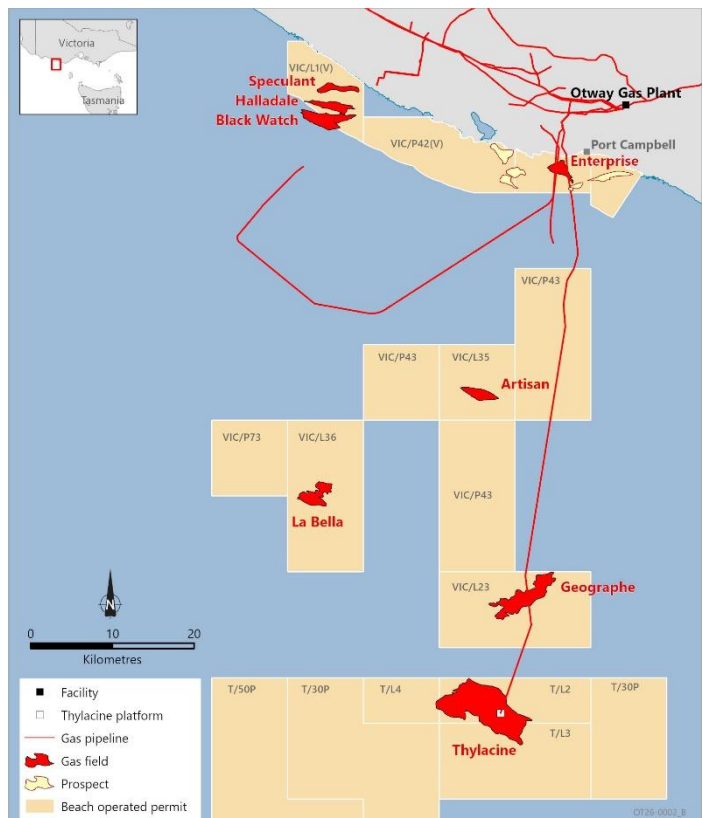 Victoria
Tasmania
VIC/L1(V)
Speculant
Halladale
Black Watch
Otway Gas Plant
VIC/P42(V)
Port Campbell
Enterprise
VIC/P43
VIC/P43
VIC/L35
Artisan
VIC/P73
VIC/L36
VIC/P43
La Bella
VIC/L23
Geographe
N
0 10 20
Kilometres
T/50P
T/30P
T/L4
T/L2
T/30P
T/L3
Thylacine
Facility
Thylacine platform
Gas pipeline
Gas field
Prospect
Beach operated permit
OT26-0002_B